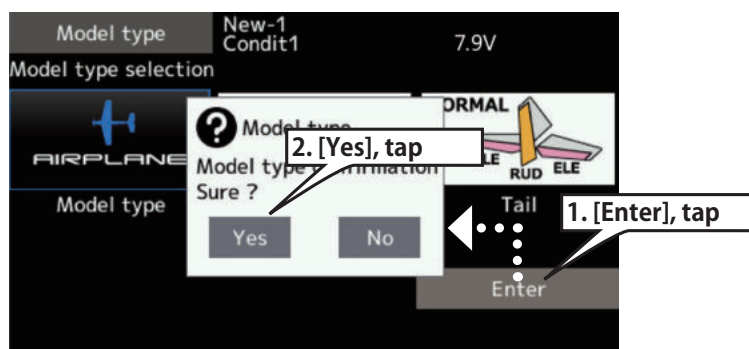 Model type
New-1
Condit1
7.9V
Model type selection
AIRPLANE
Model type
Model type
2. [Yes], tap
Model type confirmation
Sure ?
Yes
No
ORMAL
LE
RUD
ELE
Tail
1. [Enter], tap
Enter